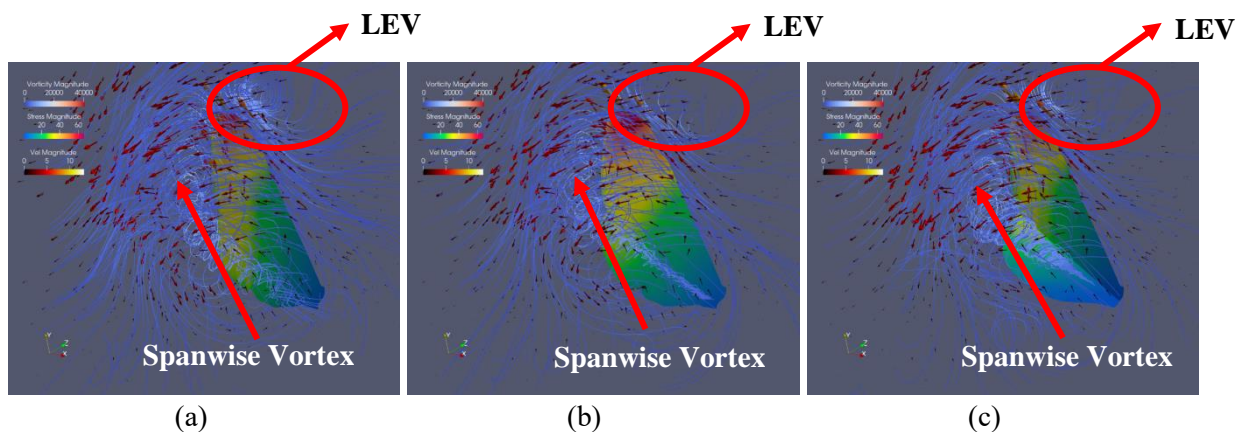 LEV
LEV
LEV
Vorticity Magnitude
0 20000 40000
Stress Magnitude
20 40 60
Vel Magnitude
0 5 10
Vorticity Magnitude
0 20000 40000
Stress Magnitude
20 40 60
Vel Magnitude
0 5 10
Vorticity Magnitude
0 20000 40000
Stress Magnitude
20 40 60
Vel Magnitude
0 5 10
Y
Z
X
Spanwise Vortex
Y
Z
X
Spanwise Vortex
Y
Z
X
Spanwise Vortex
(a)
(b)
(c)